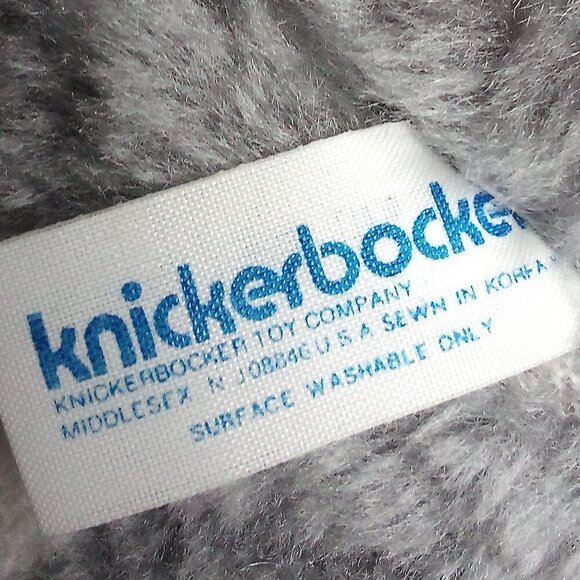 knickerbocker
KNICKERBOCKER TOY COMPANY
MIDDLESEX N J 08846 U S A SEWN IN KOREA
SURFACE WASHABLE ONLY